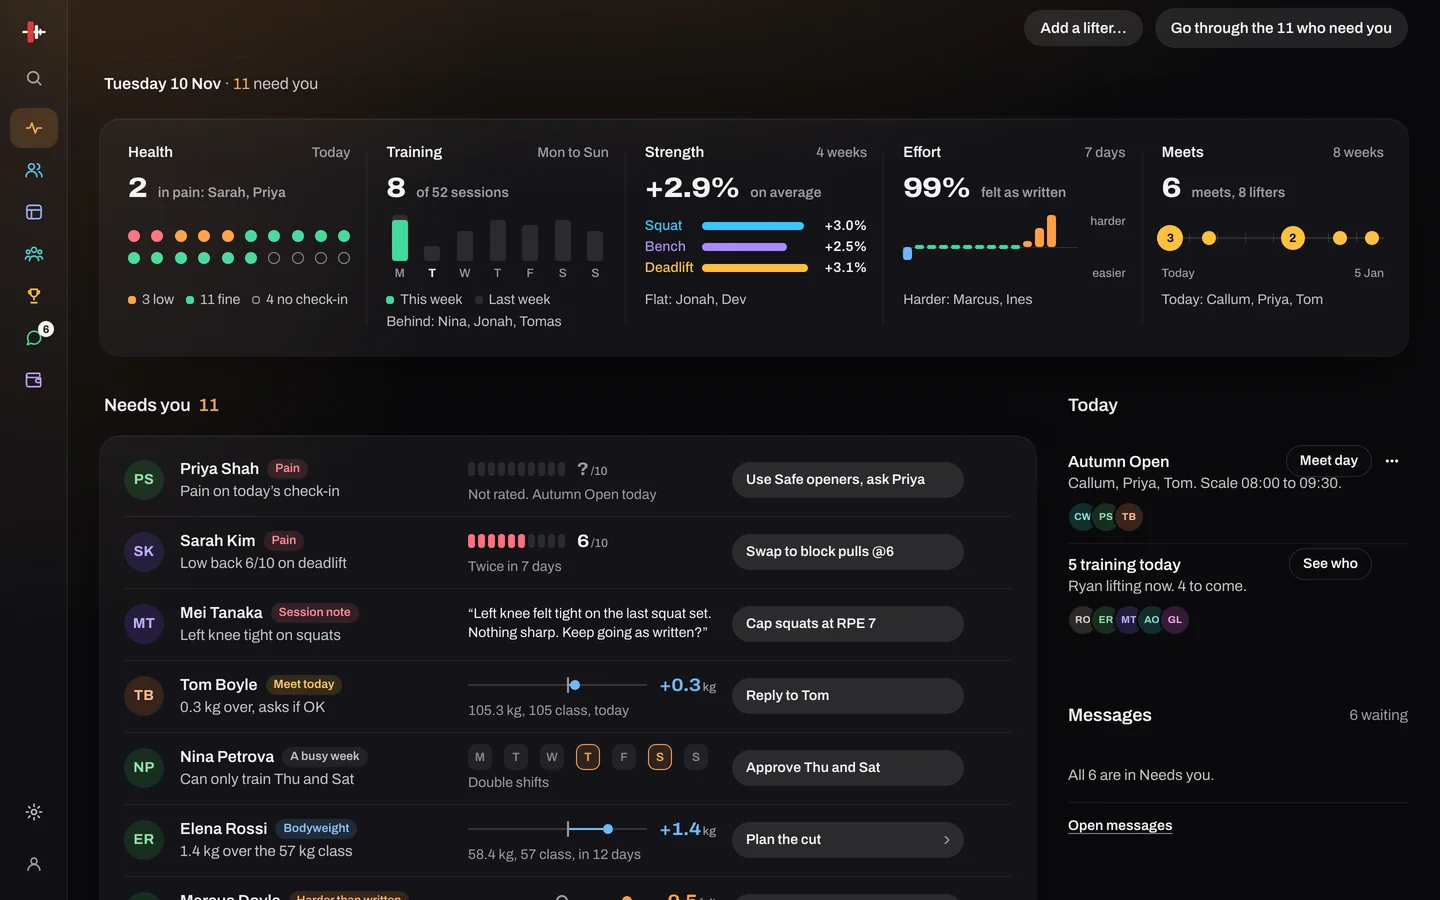 Add a lifter...
Go through the 11 who need you
Tuesday 10 Nov · 11 need you
Health Today
2 in pain: Sarah, Priya
3 low 11 fine 4 no check-in
Training Mon to Sun
8 of 52 sessions
M T W T F S S
This week Last week
Behind: Nina, Jonah, Tomas
Strength 4 weeks
+2.9% on average
Squat +3.0%
Bench +2.5%
Deadlift +3.1%
Flat: Jonah, Dev
Effort 7 days
99% felt as written
harder
easier
Harder: Marcus, Ines
Meets 8 weeks
6 meets, 8 lifters
3 2
Today 5 Jan
Today: Callum, Priya, Tom
6
Needs you 11
PS Priya Shah Pain
Pain on today's check-in
? /10
Not rated. Autumn Open today
Use Safe openers, ask Priya
SK Sarah Kim Pain
Low back 6/10 on deadlift
6 /10
Twice in 7 days
Swap to block pulls @6
MT Mei Tanaka Session note
Left knee tight on squats
“Left knee felt tight on the last squat set.
Nothing sharp. Keep going as written?”
Cap squats at RPE 7
TB Tom Boyle Meet today
0.3 kg over, asks if OK
+0.3 kg
105.3 kg, 105 class, today
Reply to Tom
NP Nina Petrova A busy week
Can only train Thu and Sat
M T W T F S S
Double shifts
Approve Thu and Sat
ER Elena Rossi Bodyweight
1.4 kg over the 57 kg class
+1.4 kg
58.4 kg, 57 class, in 12 days
Plan the cut
Marcus Doyle Harder than written
Today
Autumn Open Meet day
Callum, Priya, Tom. Scale 08:00 to 09:30.
CW PS TB
5 training today See who
Ryan lifting now. 4 to come.
RO ER MT AO GL
Messages 6 waiting
All 6 are in Needs you.
Open messages